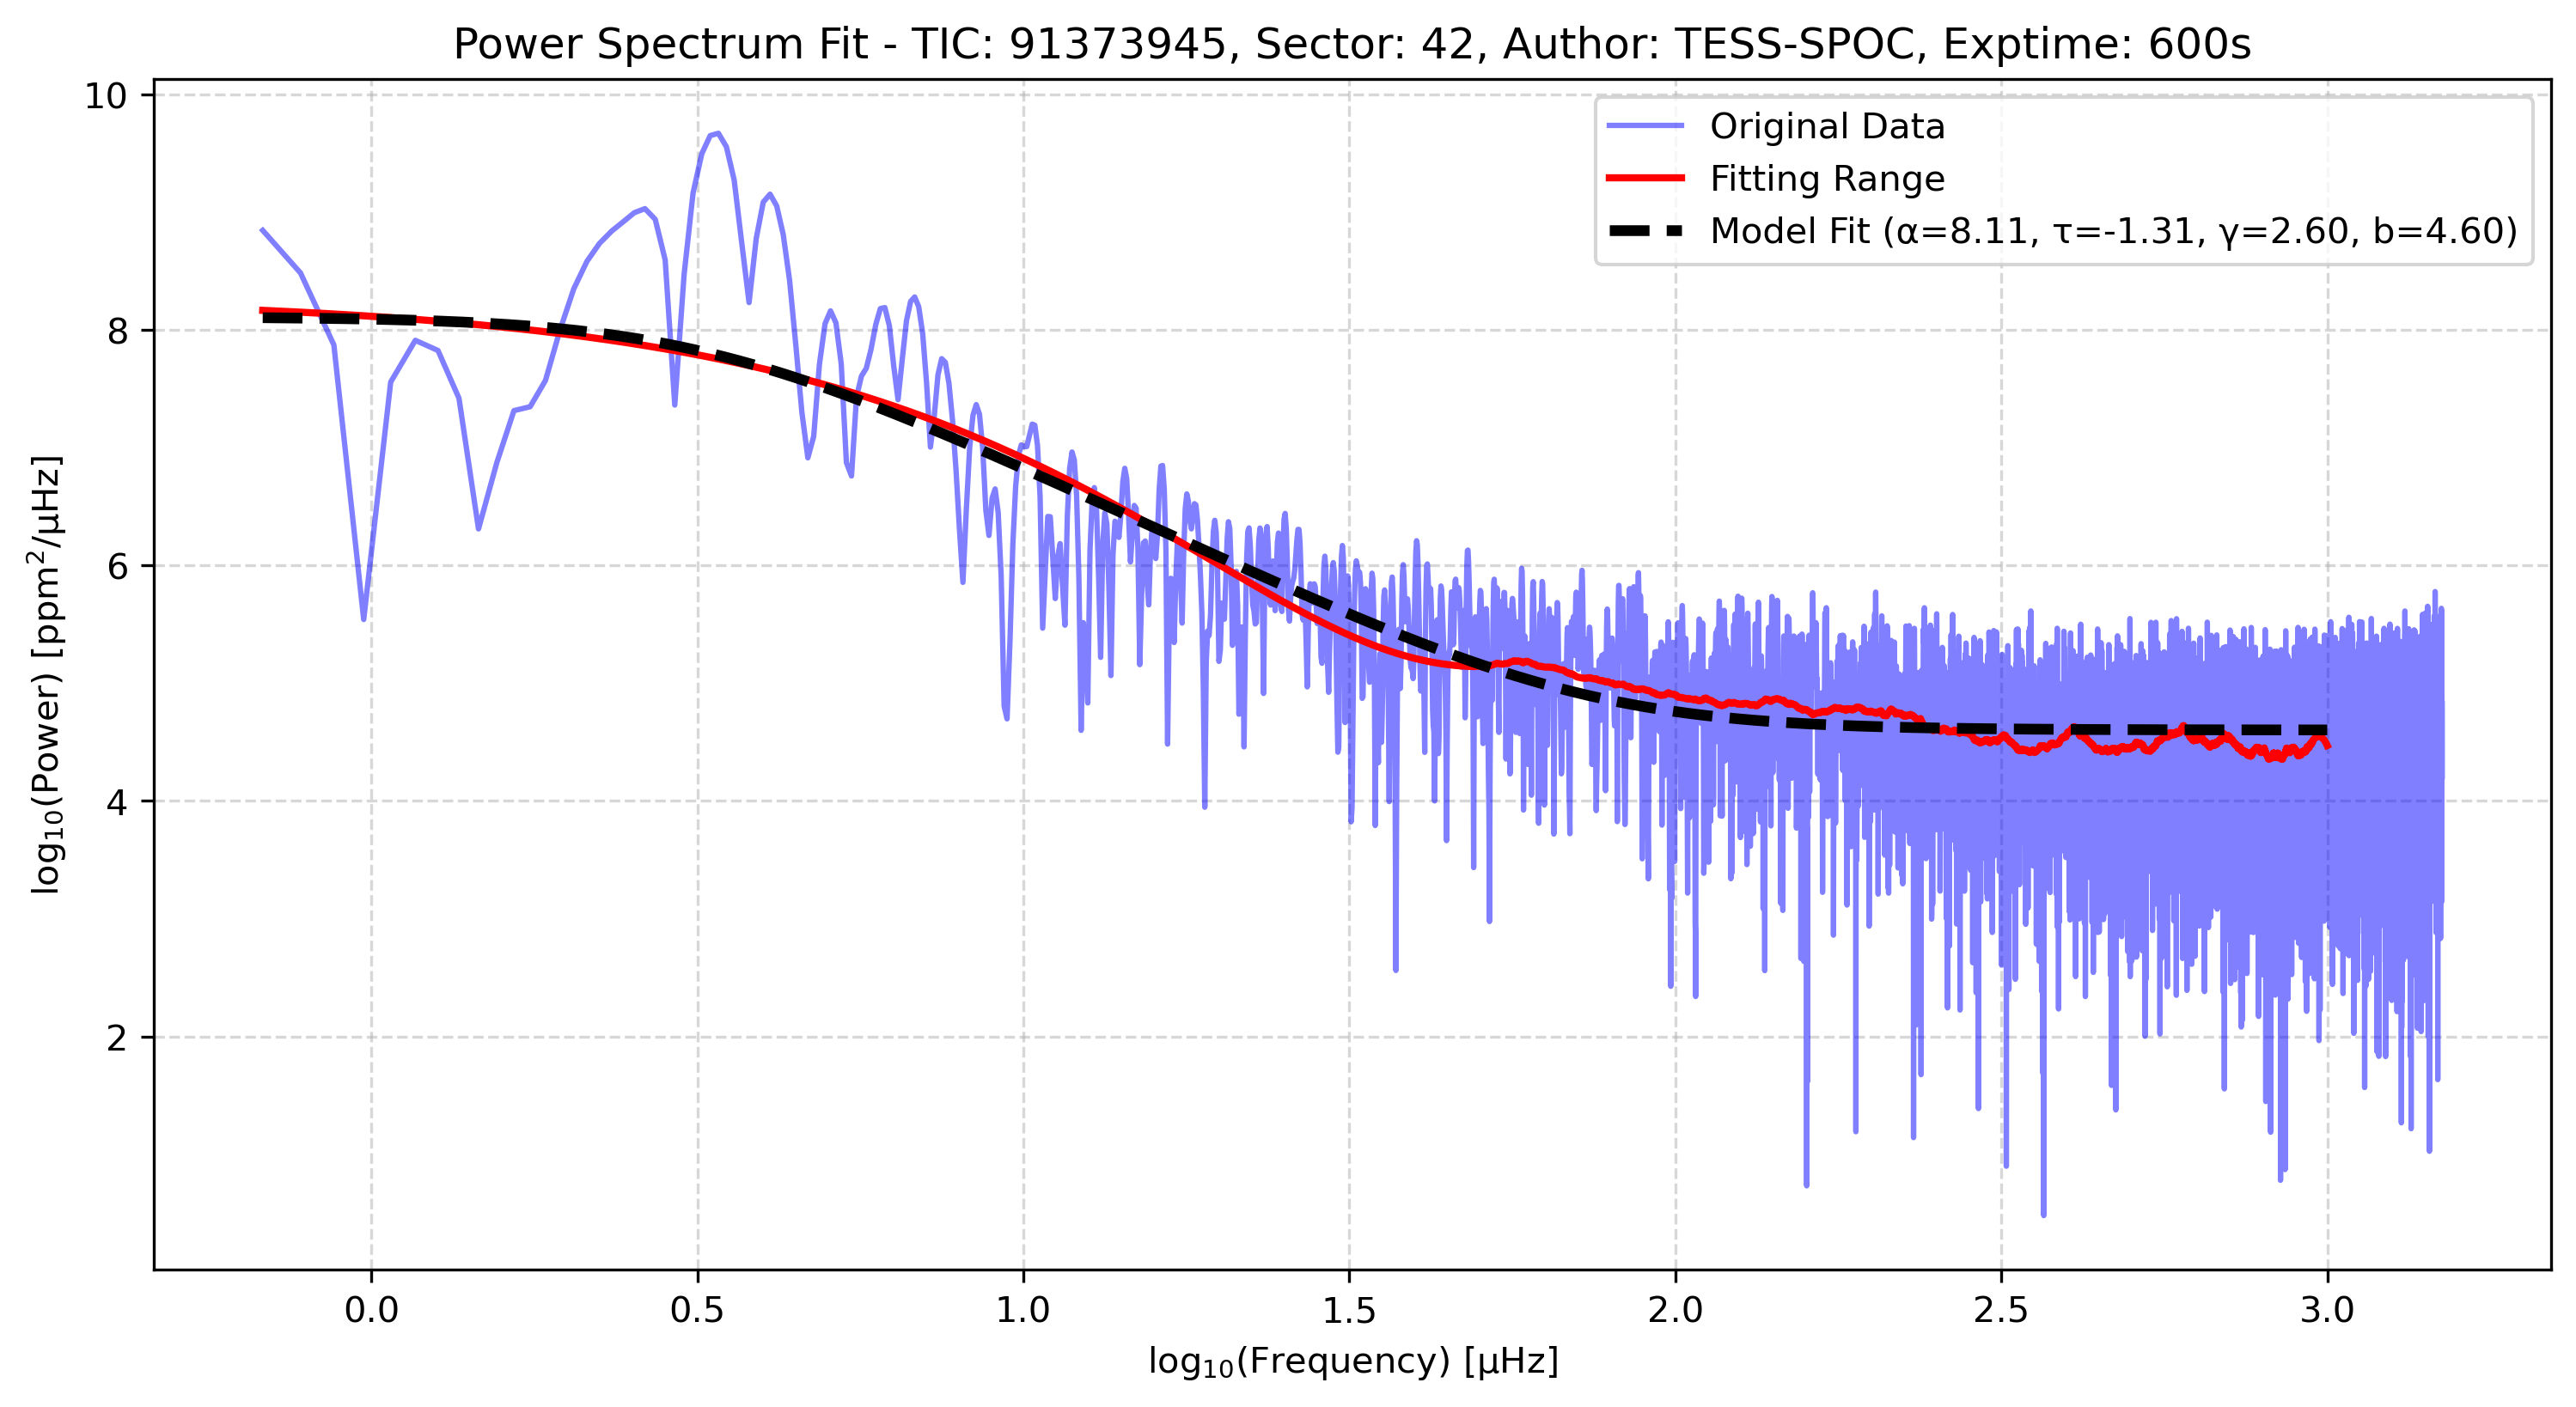 Power Spectrum Fit - TIC: 91373945, Sector: 42, Author: TESS-SPOC, Exptime: 600s
Original Data
Fitting Range
Model Fit (α=8.11, τ=-1.31, γ=2.60, b=4.60)
log₁₀(Power) [ppm²/μHz]
10
8
6
4
2
0.0 0.5 1.0 1.5 2.0 2.5 3.0
log₁₀(Frequency) [μHz]